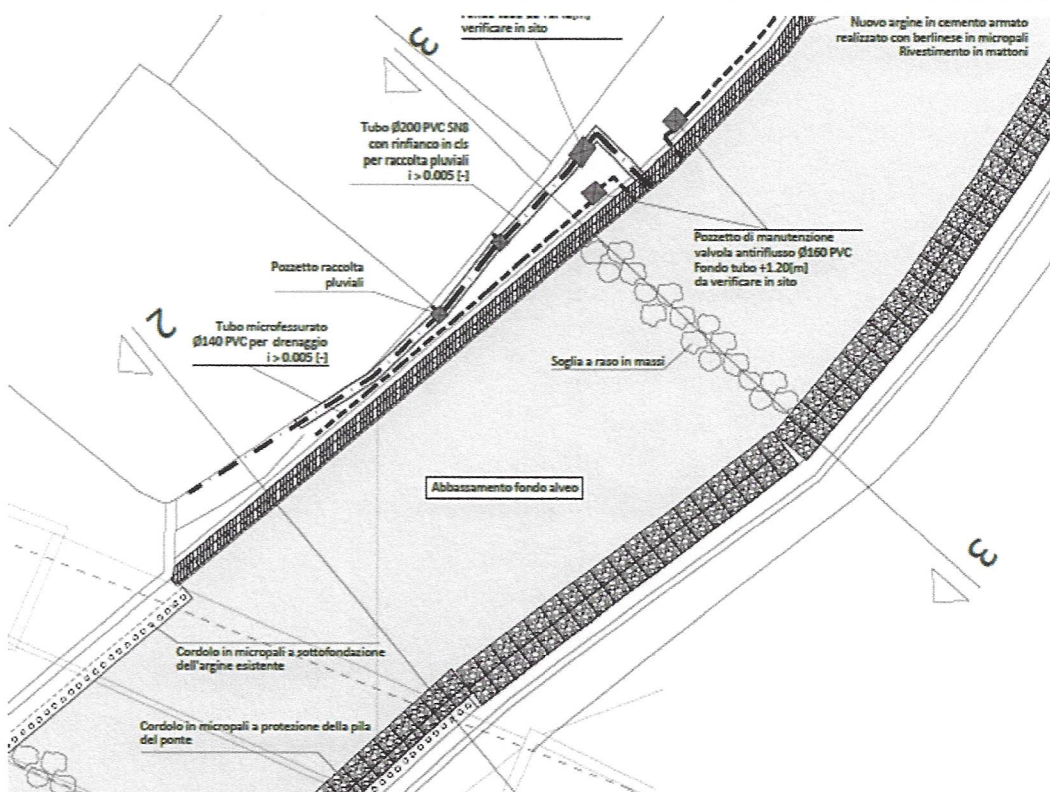 verificare in sito
Nuovo argine in cemento armato
realizzato con berlinese in micropali
Rivestimento in mattoni
3
Tubo Ø200 PVC SN8
con rinfianco in cls
per raccolta pluviali
i > 0.005 [-]
Pozzetto di manutenzione
valvola antiriflusso Ø160 PVC
Fondo tubo +1.20[m]
da verificare in sito
Pozzetto raccolta
pluviali
2
Tubo microfessurato
Ø140 PVC per drenaggio
i > 0.005 [-]
Soglia a raso in massi
Abbassamento fondo alveo
3
Cordolo in micropali a sottofondazione
dell'argine esistente
Cordolo in micropali a protezione della pila
del ponte